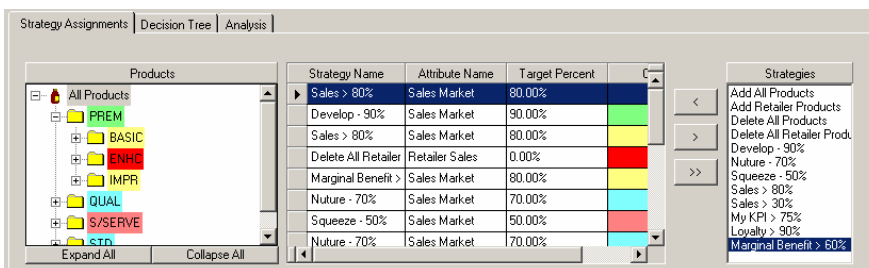 Strategy Assignments Decision Tree Analysis
Products
All Products
PREM
BASIC
ENHC
IMPR
QUAL
S/SERVE
STD
Expand All Collapse All
Strategy Name Attribute Name Target Percent
Sales > 80% Sales Market 80.00%
Develop - 90% Sales Market 90.00%
Sales > 80% Sales Market 80.00%
Delete All Retailer Retailer Sales 0.00%
Marginal Benefit > Sales Market 80.00%
Nuture - 70% Sales Market 70.00%
Squeeze - 50% Sales Market 50.00%
Nuture - 70% Sales Market 70.00%
<
>
>>
Strategies
Add All Products
Add Retailer Products
Delete All Products
Delete All Retailer Produ
Develop - 90%
Nuture - 70%
Squeeze - 50%
Sales > 80%
Sales > 30%
My KPI > 75%
Loyalty > 90%
Marginal Benefit > 60%